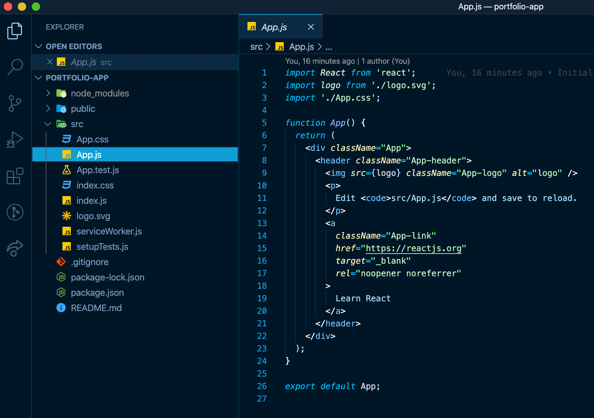 App.js — portfolio-app
EXPLORER
OPEN EDITORS
App.js src
PORTFOLIO-APP
node_modules
public
src
App.css
App.js
App.test.js
index.css
index.js
logo.svg
serviceWorker.js
setupTests.js
.gitignore
package-lock.json
package.json
README.md
App.js
src > App.js > ...
You, 16 minutes ago | 1 author (You)
1 import React from 'react'; You, 16 minutes ago • Initial
2 import logo from './logo.svg';
3 import './App.css';
4
5 function App() {
6 return (
7 <div className="App">
8 <header className="App-header">
9 <img src={logo} className="App-logo" alt="logo" />
10 <p>
11 Edit <code>src/App.js</code> and save to reload.
12 </p>
13 <a
14 className="App-link"
15 href="https://reactjs.org"
16 target="_blank"
17 rel="noopener noreferrer"
18 >
19 Learn React
20 </a>
21 </header>
22 </div>
23 );
24 }
25
26 export default App;
27